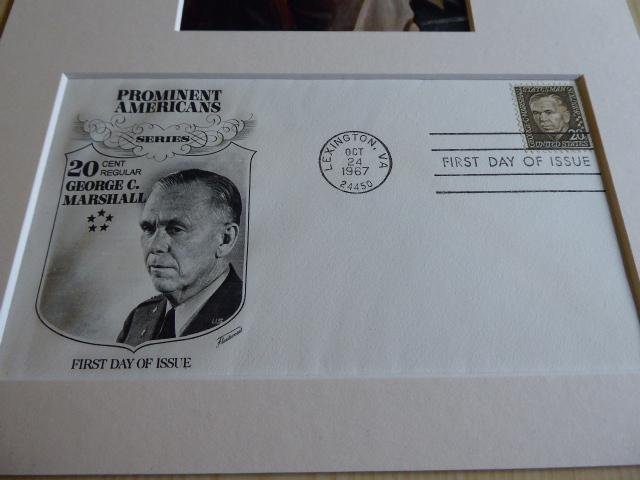 PROMINENT
AMERICANS
SERIES
20 CENT
REGULAR
GEORGE C.
MARSHALL
U.S.
Fleetwood
FIRST DAY OF ISSUE
LEXINGTON, VA
OCT
24
1967
24450
FIRST DAY OF ISSUE
STATESMAN
20c
UNITED STATES